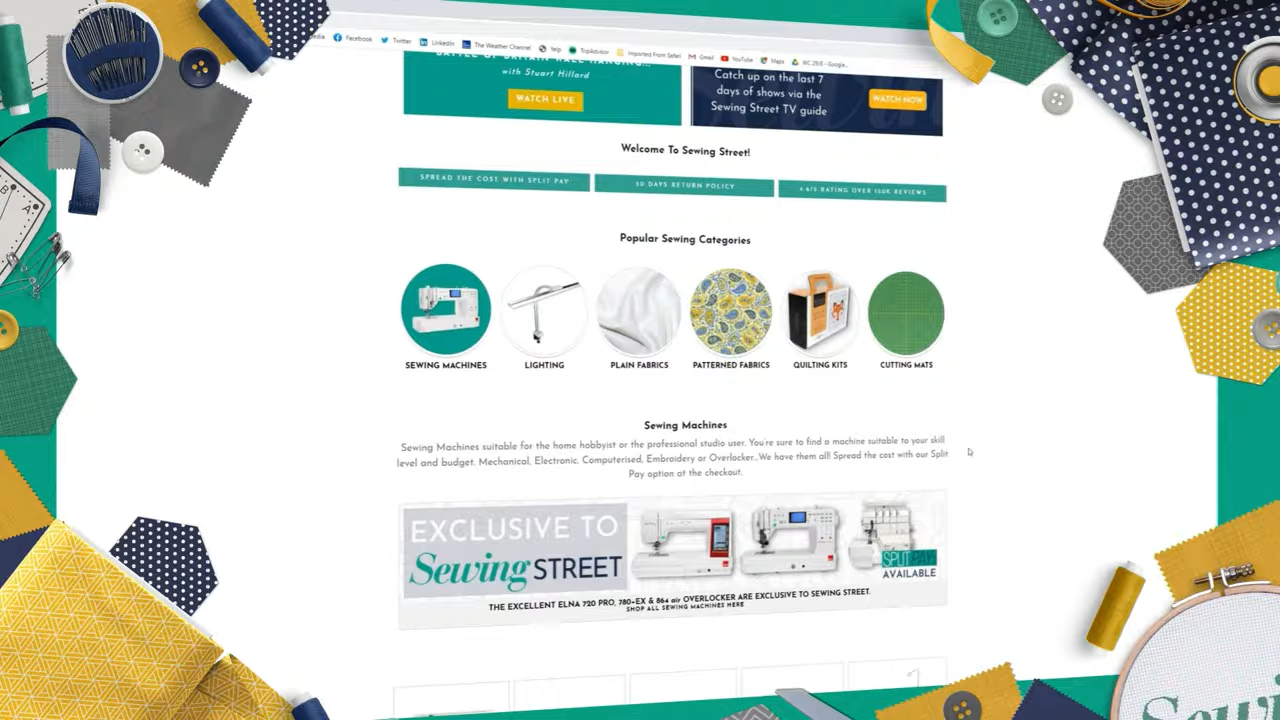 Facebook Twitter LinkedIn The Weather Channel Yelp TripAdvisor Imported From Safari Gmail YouTube Maps
with Stuart Hillard
WATCH LIVE
Catch up on the last 7
days of shows via the
Sewing Street TV guide
WATCH NOW
Welcome To Sewing Street!
SPREAD THE COST WITH SPLIT PAY
30 DAYS RETURN POLICY
4.6/5 RATING OVER 150K REVIEWS
Popular Sewing Categories
SEWING MACHINES
LIGHTING
PLAIN FABRICS
PATTERNED FABRICS
QUILTING KITS
CUTTING MATS
Sewing Machines
Sewing Machines suitable for the home hobbyist or the professional studio user. You're sure to find a machine suitable to your skill
level and budget. Mechanical, Electronic, Computerised, Embroidery or Overlocker...We have them all! Spread the cost with our Split
Pay option at the checkout.
EXCLUSIVE TO
Sewing STREET
SPLIT PAY
AVAILABLE
THE EXCELLENT ELNA 720 PRO, 780-EX & 864 air OVERLOCKER ARE EXCLUSIVE TO SEWING STREET.
SHOP ALL SEWING MACHINES HERE